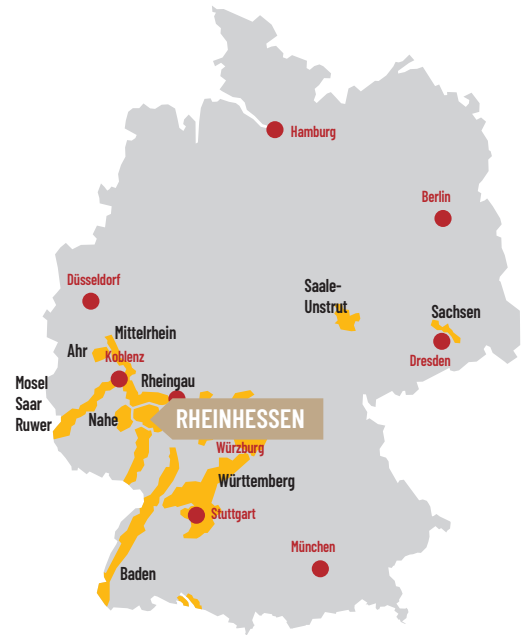 Hamburg
Berlin
Düsseldorf
Saale-
Unstrut
Sachsen
Mittelrhein
Ahr
Koblenz
Dresden
Mosel
Saar
Ruwer
Rheingau
Nahe
RHEINHESSEN
Würzburg
Württemberg
Stuttgart
München
Baden